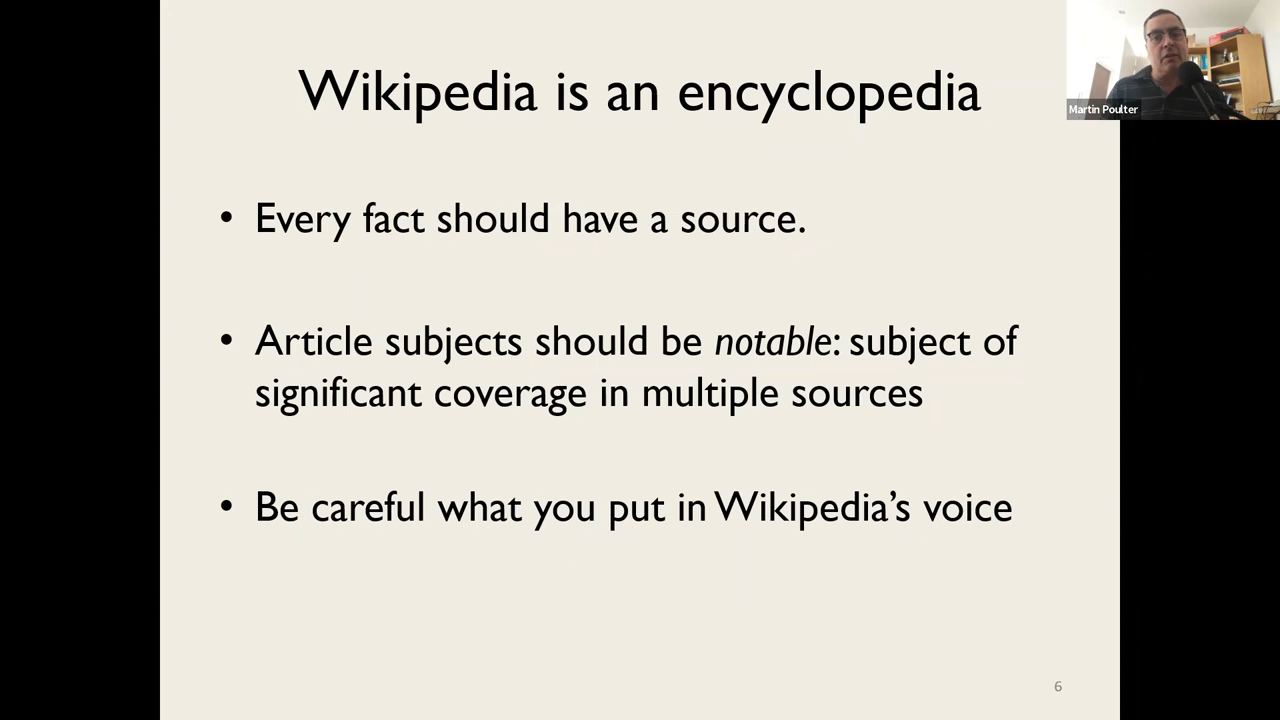 Wikipedia is an encyclopedia
Martin Poulter
• Every fact should have a source.
• Article subjects should be notable: subject of
significant coverage in multiple sources
• Be careful what you put in Wikipedia’s voice
6